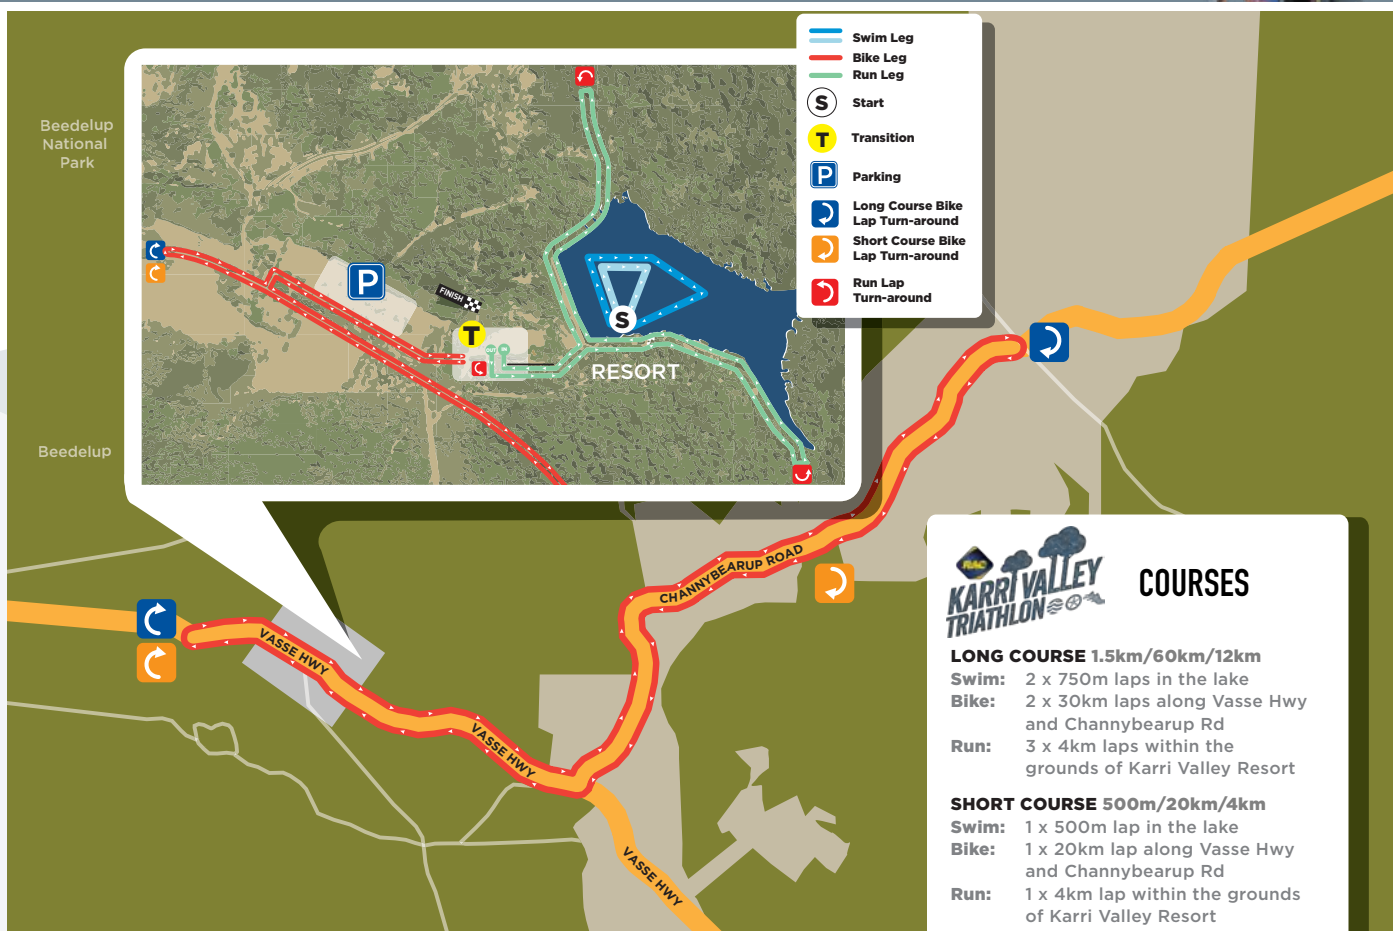 Beedelup
National
Park
Beedelup
Swim Leg
Bike Leg
Run Leg
S
Start
T
Transition
P
Parking
Long Course Bike
Lap Turn-around
Short Course Bike
Lap Turn-around
Run Lap
Turn-around
P
FINISH
T
OUT
IN
S
RESORT
CHANNYBEARUP ROAD
VASSE HWY
VASSE HWY
VASSE HWY
RAC
KARRI VALLEY
TRIATHLON
COURSES
LONG COURSE 1.5km/60km/12km
Swim: 2 x 750m laps in the lake
Bike: 2 x 30km laps along Vasse Hwy
and Channybearup Rd
Run: 3 x 4km laps within the
grounds of Karri Valley Resort
SHORT COURSE 500m/20km/4km
Swim: 1 x 500m lap in the lake
Bike: 1 x 20km lap along Vasse Hwy
and Channybearup Rd
Run: 1 x 4km lap within the grounds
of Karri Valley Resort